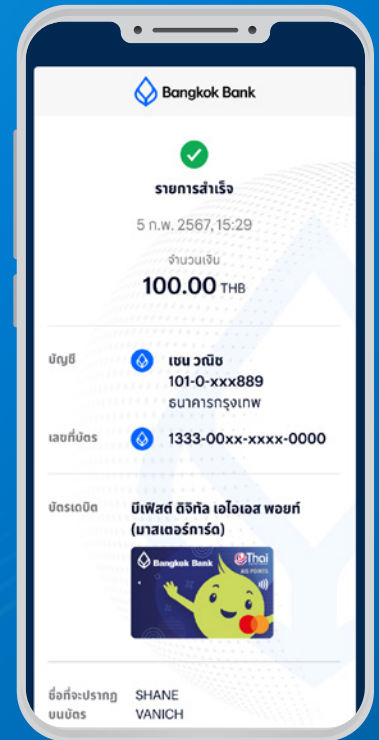 Bangkok Bank
รายการสำเร็จ
5 ก.พ. 2567, 15:29
จำนวนเงิน
100.00 THB
บัญชี
เชน วณิช
101-0-xxx889
ธนาคารกรุงเทพ
เลขที่บัตร
1333-00xx-xxxx-0000
บัตรเดบิต
บีเฟิสต์ ดิจิทัล เอไอเอส พอยท์
(มาสเตอร์การ์ด)
Bangkok Bank
Thai
AIS POINTS
ชื่อที่จะปรากฏ
บนบัตร
SHANE
VANICH